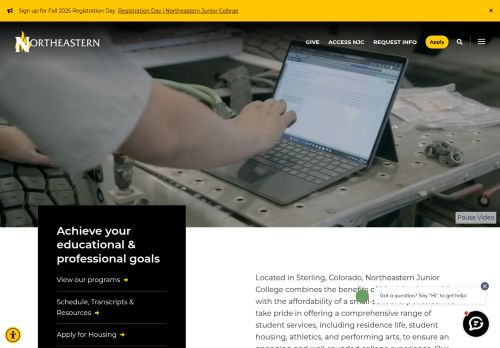 Sign up for Fall 2025 Registration Day Registration Day | Northeastern Junior College ×
NORTHEASTERN
GIVE ACCESS NJC REQUEST INFO Apply
Pause Video
Achieve your
educational &
professional goals
View our programs
Schedule, Transcripts &
Resources
Apply for Housing
Located in Sterling, Colorado, Northeastern Junior
College combines the benefits of
with the affordability of a small-
take pride in offering a comprehensive range of
student services, including residence life, student
housing, athletics, and performing arts, to ensure an
Got a question? Say "Hi" to get help!